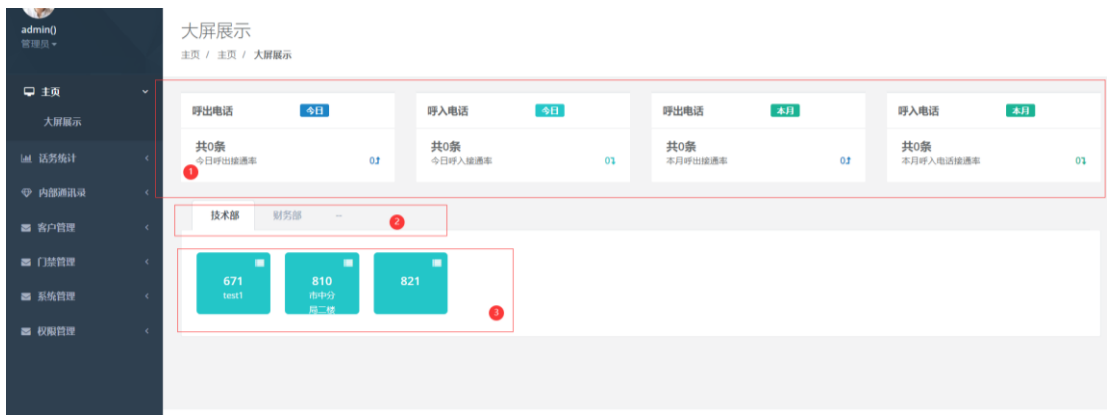 admin()
管理员
主页
大屏展示
话务统计
内部通讯录
客户管理
门禁管理
系统管理
权限管理
大屏展示
主页 / 主页 / 大屏展示
呼出电话 今日
共0条
今日呼出接通率 0
呼入电话 今日
共0条
今日呼入接通率 0
呼出电话 本月
共0条
本月呼出接通率 0
呼入电话 本月
共0条
本月呼入电话接通率 0
1
技术部 财务部 --
2
671
test1
810
市中分
局二楼
821
3